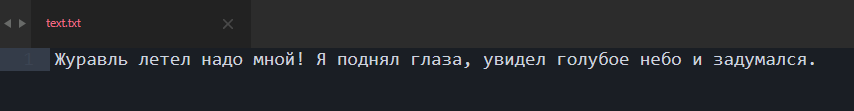 text.txt
1 Журавль летел надо мной! Я поднял глаза, увидел голубое небо и задумался.